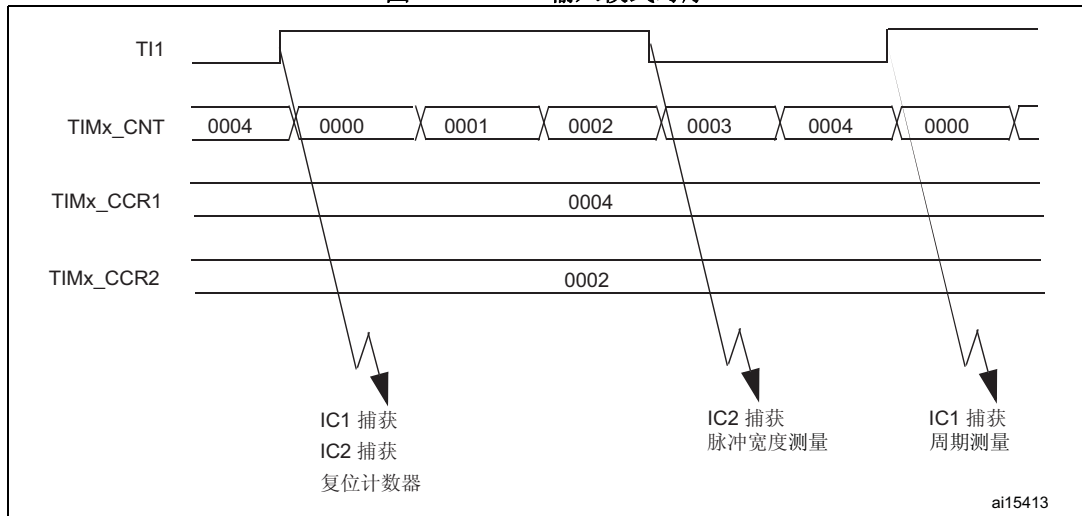 TI1
TIMx_CNT 0004 0000 0001 0002 0003 0004 0000
TIMx_CCR1 0004
TIMx_CCR2 0002
IC1 捕获
IC2 捕获
复位计数器
IC2 捕获
脉冲宽度测量
IC1 捕获
周期测量
ai15413